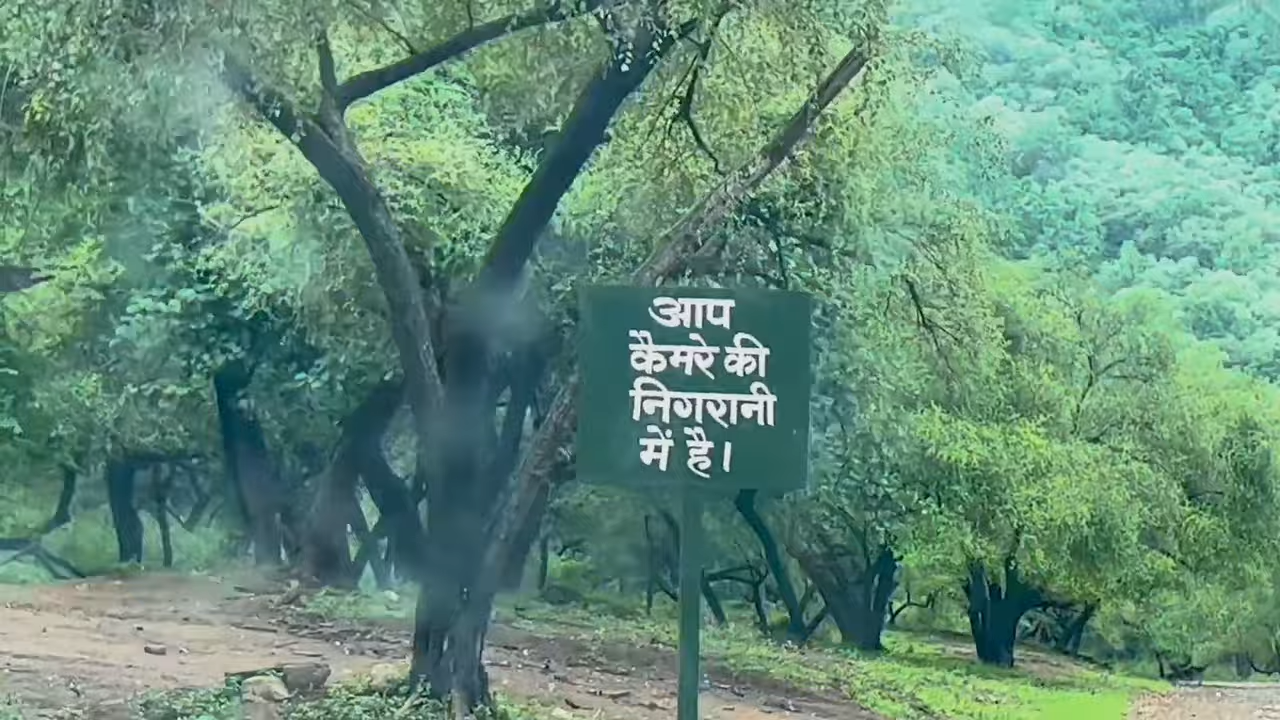 आप
कैमरे की
निगरानी
में है।